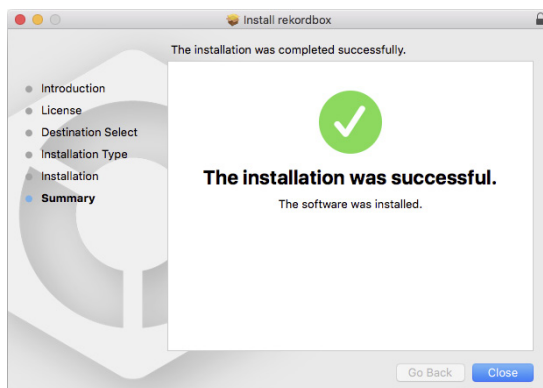 Install rekordbox
The installation was completed successfully.
Introduction
License
Destination Select
Installation Type
Installation
Summary
The installation was successful.
The software was installed.
Go Back
Close